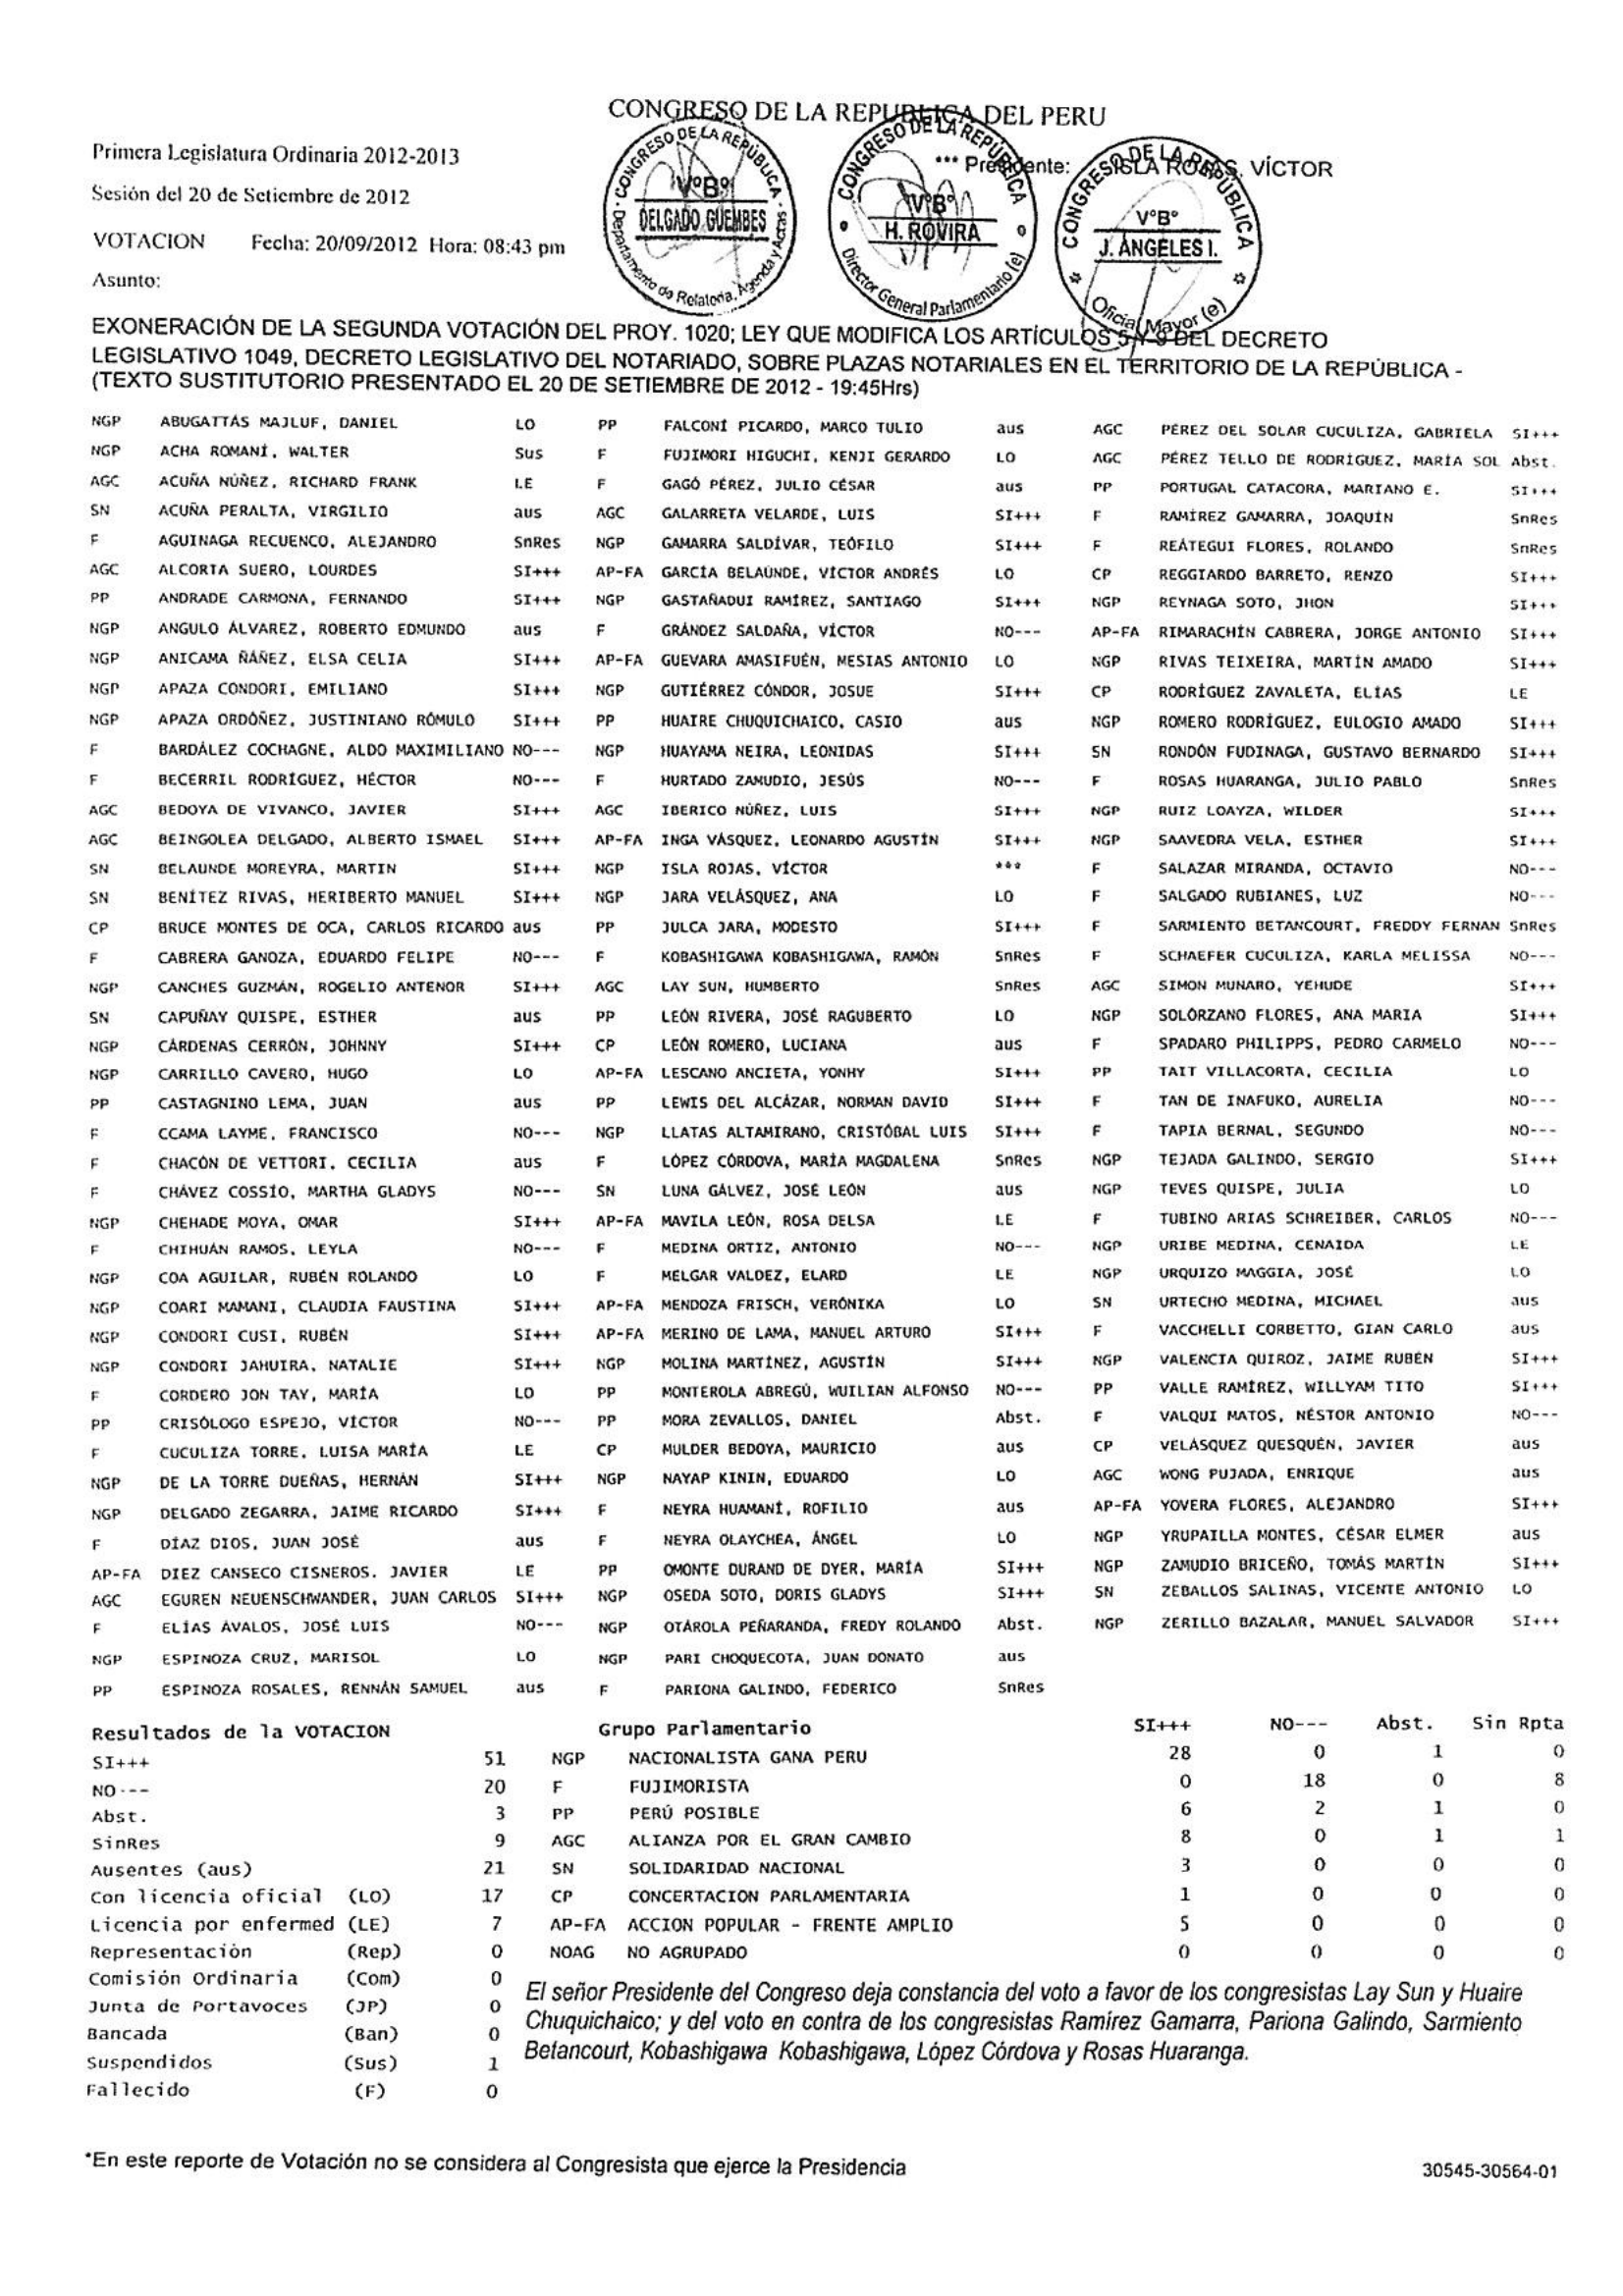 CONGRESO DE LA REPUBLICA DEL PERU
Primera Legislatura Ordinaria 2012-2013
*** Presidente: ISLA ROJAS, VÍCTOR
Sesión del 20 de Setiembre de 2012
VOTACION Fecha: 20/09/2012 Hora: 08:43 pm
Asunto:
CONGRESO DE LA REPÚBLICA - Departamento de Relatoría, Agenda y Actas -
V°B°
DELGADO GUEMBES
CONGRESO DE LA REPÚBLICA
V°B°
H. ROVIRA
Director General Parlamentario (e)
CONGRESO DE LA REPÚBLICA
V°B°
J. ANGELES I.
Oficial Mayor (e)
EXONERACIÓN DE LA SEGUNDA VOTACIÓN DEL PROY. 1020; LEY QUE MODIFICA LOS ARTÍCULOS 5 Y 9 DEL DECRETO
LEGISLATIVO 1049, DECRETO LEGISLATIVO DEL NOTARIADO, SOBRE PLAZAS NOTARIALES EN EL TERRITORIO DE LA REPÚBLICA -
(TEXTO SUSTITUTORIO PRESENTADO EL 20 DE SETIEMBRE DE 2012 - 19:45Hrs)
NGP ABUGATTÁS MAJLUF, DANIEL LO PP FALCONÍ PICARDO, MARCO TULIO aus AGC PÉREZ DEL SOLAR CUCULIZA, GABRIELA SI+++
NGP ACHA ROMANÍ, WALTER Sus F FUJIMORI HIGUCHI, KENJI GERARDO LO AGC PÉREZ TELLO DE RODRÍGUEZ, MARÍA SOL Abst.
AGC ACUÑA NÚÑEZ, RICHARD FRANK LE F GAGÓ PÉREZ, JULIO CÉSAR aus PP PORTUGAL CATACORA, MARIANO E. SI+++
SN ACUÑA PERALTA, VIRGILIO aus AGC GALARRETA VELARDE, LUIS SI+++ F RAMÍREZ GAMARRA, JOAQUÍN SnRes
F AGUINAGA RECUENCO, ALEJANDRO SnRes NGP GAMARRA SALDÍVAR, TEÓFILO SI+++ F REÁTEGUI FLORES, ROLANDO SnRes
AGC ALCORTA SUERO, LOURDES SI+++ AP-FA GARCÍA BELAÚNDE, VÍCTOR ANDRÉS LO CP REGGIARDO BARRETO, RENZO SI+++
PP ANDRADE CARMONA, FERNANDO SI+++ NGP GASTAÑADUI RAMÍREZ, SANTIAGO SI+++ NGP REYNAGA SOTO, JHON SI+++
NGP ANGULO ÁLVAREZ, ROBERTO EDMUNDO aus F GRÁNDEZ SALDAÑA, VÍCTOR NO--- AP-FA RIMARACHÍN CABRERA, JORGE ANTONIO SI+++
NGP ANICAMA ÑÁÑEZ, ELSA CELIA SI+++ AP-FA GUEVARA AMASIFUÉN, MESIAS ANTONIO LO NGP RIVAS TEIXEIRA, MARTÍN AMADO SI+++
NGP APAZA CONDORI, EMILIANO SI+++ NGP GUTIÉRREZ CÓNDOR, JOSUE SI+++ CP RODRÍGUEZ ZAVALETA, ELÍAS LE
NGP APAZA ORDÓÑEZ, JUSTINIANO RÓMULO SI+++ PP HUAIRE CHUQUICHAICO, CASIO aus NGP ROMERO RODRÍGUEZ, EULOGIO AMADO SI+++
F BARDÁLEZ COCHAGNE, ALDO MAXIMILIANO NO--- NGP HUAYAMA NEIRA, LEONIDAS SI+++ SN RONDÓN FUDINAGA, GUSTAVO BERNARDO SI+++
F BECERRIL RODRÍGUEZ, HÉCTOR NO--- F HURTADO ZAMUDIO, JESÚS NO--- F ROSAS HUARANGA, JULIO PABLO SnRes
AGC BEDOYA DE VIVANCO, JAVIER SI+++ AGC IBERICO NÚÑEZ, LUIS SI+++ NGP RUIZ LOAYZA, WILDER SI+++
AGC BEINGOLEA DELGADO, ALBERTO ISMAEL SI+++ AP-FA INGA VÁSQUEZ, LEONARDO AGUSTÍN SI+++ NGP SAAVEDRA VELA, ESTHER SI+++
SN BELAUNDE MOREYRA, MARTIN SI+++ NGP ISLA ROJAS, VÍCTOR *** F SALAZAR MIRANDA, OCTAVIO NO---
SN BENÍTEZ RIVAS, HERIBERTO MANUEL SI+++ NGP JARA VELÁSQUEZ, ANA LO F SALGADO RUBIANES, LUZ NO---
CP BRUCE MONTES DE OCA, CARLOS RICARDO aus PP JULCA JARA, MODESTO SI+++ F SARMIENTO BETANCOURT, FREDDY FERNAN SnRes
F CABRERA GANOZA, EDUARDO FELIPE NO--- F KOBASHIGAWA KOBASHIGAWA, RAMÓN SnRes F SCHAEFER CUCULIZA, KARLA MELISSA NO---
NGP CANCHES GUZMÁN, ROGELIO ANTENOR SI+++ AGC LAY SUN, HUMBERTO SnRes AGC SIMON MUNARO, YEHUDE SI+++
SN CAPUÑAY QUISPE, ESTHER aus PP LEÓN RIVERA, JOSÉ RAGUBERTO LO NGP SOLÓRZANO FLORES, ANA MARIA SI+++
NGP CÁRDENAS CERRÓN, JOHNNY SI+++ CP LEÓN ROMERO, LUCIANA aus F SPADARO PHILIPPS, PEDRO CARMELO NO---
NGP CARRILLO CAVERO, HUGO LO AP-FA LESCANO ANCIETA, YONHY SI+++ PP TAIT VILLACORTA, CECILIA LO
PP CASTAGNINO LEMA, JUAN aus PP LEWIS DEL ALCÁZAR, NORMAN DAVID SI+++ F TAN DE INAFUKO, AURELIA NO---
F CCAMA LAYME, FRANCISCO NO--- NGP LLATAS ALTAMIRANO, CRISTÓBAL LUIS SI+++ F TAPIA BERNAL, SEGUNDO NO---
F CHACÓN DE VETTORI, CECILIA aus F LÓPEZ CÓRDOVA, MARÍA MAGDALENA SnRes NGP TEJADA GALINDO, SERGIO SI+++
F CHÁVEZ COSSÍO, MARTHA GLADYS NO--- SN LUNA GÁLVEZ, JOSÉ LEÓN aus NGP TEVES QUISPE, JULIA LO
NGP CHEHADE MOYA, OMAR SI+++ AP-FA MAVILA LEÓN, ROSA DELSA LE F TUBINO ARIAS SCHREIBER, CARLOS NO---
F CHIHUÁN RAMOS, LEYLA NO--- F MEDINA ORTIZ, ANTONIO NO--- NGP URIBE MEDINA, CENAIDA LE
NGP COA AGUILAR, RUBÉN ROLANDO LO F MELGAR VALDEZ, ELARD LE NGP URQUIZO MAGGIA, JOSÉ LO
NGP COARI MAMANI, CLAUDIA FAUSTINA SI+++ AP-FA MENDOZA FRISCH, VERÓNIKA LO SN URTECHO MEDINA, MICHAEL aus
NGP CONDORI CUSI, RUBÉN SI+++ AP-FA MERINO DE LAMA, MANUEL ARTURO SI+++ F VACCHELLI CORBETTO, GIAN CARLO aus
NGP CONDORI JAHUIRA, NATALIE SI+++ NGP MOLINA MARTÍNEZ, AGUSTÍN SI+++ NGP VALENCIA QUIROZ, JAIME RUBÉN SI+++
F CORDERO JON TAY, MARÍA LO PP MONTEROLA ABREGÚ, WUILIAN ALFONSO NO--- PP VALLE RAMÍREZ, WILLYAM TITO SI+++
PP CRISÓLOGO ESPEJO, VÍCTOR NO--- PP MORA ZEVALLOS, DANIEL Abst. F VALQUI MATOS, NÉSTOR ANTONIO NO---
F CUCULIZA TORRE, LUISA MARÍA LE CP MULDER BEDOYA, MAURICIO aus CP VELÁSQUEZ QUESQUÉN, JAVIER aus
NGP DE LA TORRE DUEÑAS, HERNÁN SI+++ NGP NAYAP KININ, EDUARDO LO AGC WONG PUJADA, ENRIQUE aus
NGP DELGADO ZEGARRA, JAIME RICARDO SI+++ F NEYRA HUAMANÍ, ROFILIO aus AP-FA YOVERA FLORES, ALEJANDRO SI+++
F DÍAZ DIOS, JUAN JOSÉ aus F NEYRA OLAYCHEA, ÁNGEL LO NGP YRUPAILLA MONTES, CÉSAR ELMER aus
AP-FA DIEZ CANSECO CISNEROS, JAVIER LE PP OMONTE DURAND DE DYER, MARÍA SI+++ NGP ZAMUDIO BRICEÑO, TOMÁS MARTÍN SI+++
AGC EGUREN NEUENSCHWANDER, JUAN CARLOS SI+++ NGP OSEDA SOTO, DORIS GLADYS SI+++ SN ZEBALLOS SALINAS, VICENTE ANTONIO LO
F ELÍAS ÁVALOS, JOSÉ LUIS NO--- NGP OTÁROLA PEÑARANDA, FREDY ROLANDO Abst. NGP ZERILLO BAZALAR, MANUEL SALVADOR SI+++
NGP ESPINOZA CRUZ, MARISOL LO NGP PARI CHOQUECOTA, JUAN DONATO aus
PP ESPINOZA ROSALES, RENNÁN SAMUEL aus F PARIONA GALINDO, FEDERICO SnRes
Resultados de la VOTACION Grupo Parlamentario SI+++ NO--- Abst. Sin Rpta
SI+++ 51 NGP NACIONALISTA GANA PERU 28 0 1 0
NO--- 20 F FUJIMORISTA 0 18 0 8
Abst. 3 PP PERÚ POSIBLE 6 2 1 0
SinRes 9 AGC ALIANZA POR EL GRAN CAMBIO 8 0 1 1
Ausentes (aus) 21 SN SOLIDARIDAD NACIONAL 3 0 0 0
Con licencia oficial (LO) 17 CP CONCERTACION PARLAMENTARIA 1 0 0 0
Licencia por enfermed (LE) 7 AP-FA ACCION POPULAR - FRENTE AMPLIO 5 0 0 0
Representación (Rep) 0 NOAG NO AGRUPADO 0 0 0 0
Comisión Ordinaria (Com) 0
Junta de Portavoces (JP) 0
Bancada (Ban) 0
Suspendidos (Sus) 1
Fallecido (F) 0
El señor Presidente del Congreso deja constancia del voto a favor de los congresistas Lay Sun y Huaire
Chuquichaico; y del voto en contra de los congresistas Ramírez Gamarra, Pariona Galindo, Sarmiento
Betancourt, Kobashigawa Kobashigawa, López Córdova y Rosas Huaranga.
*En este reporte de Votación no se considera al Congresista que ejerce la Presidencia
30545-30564-01